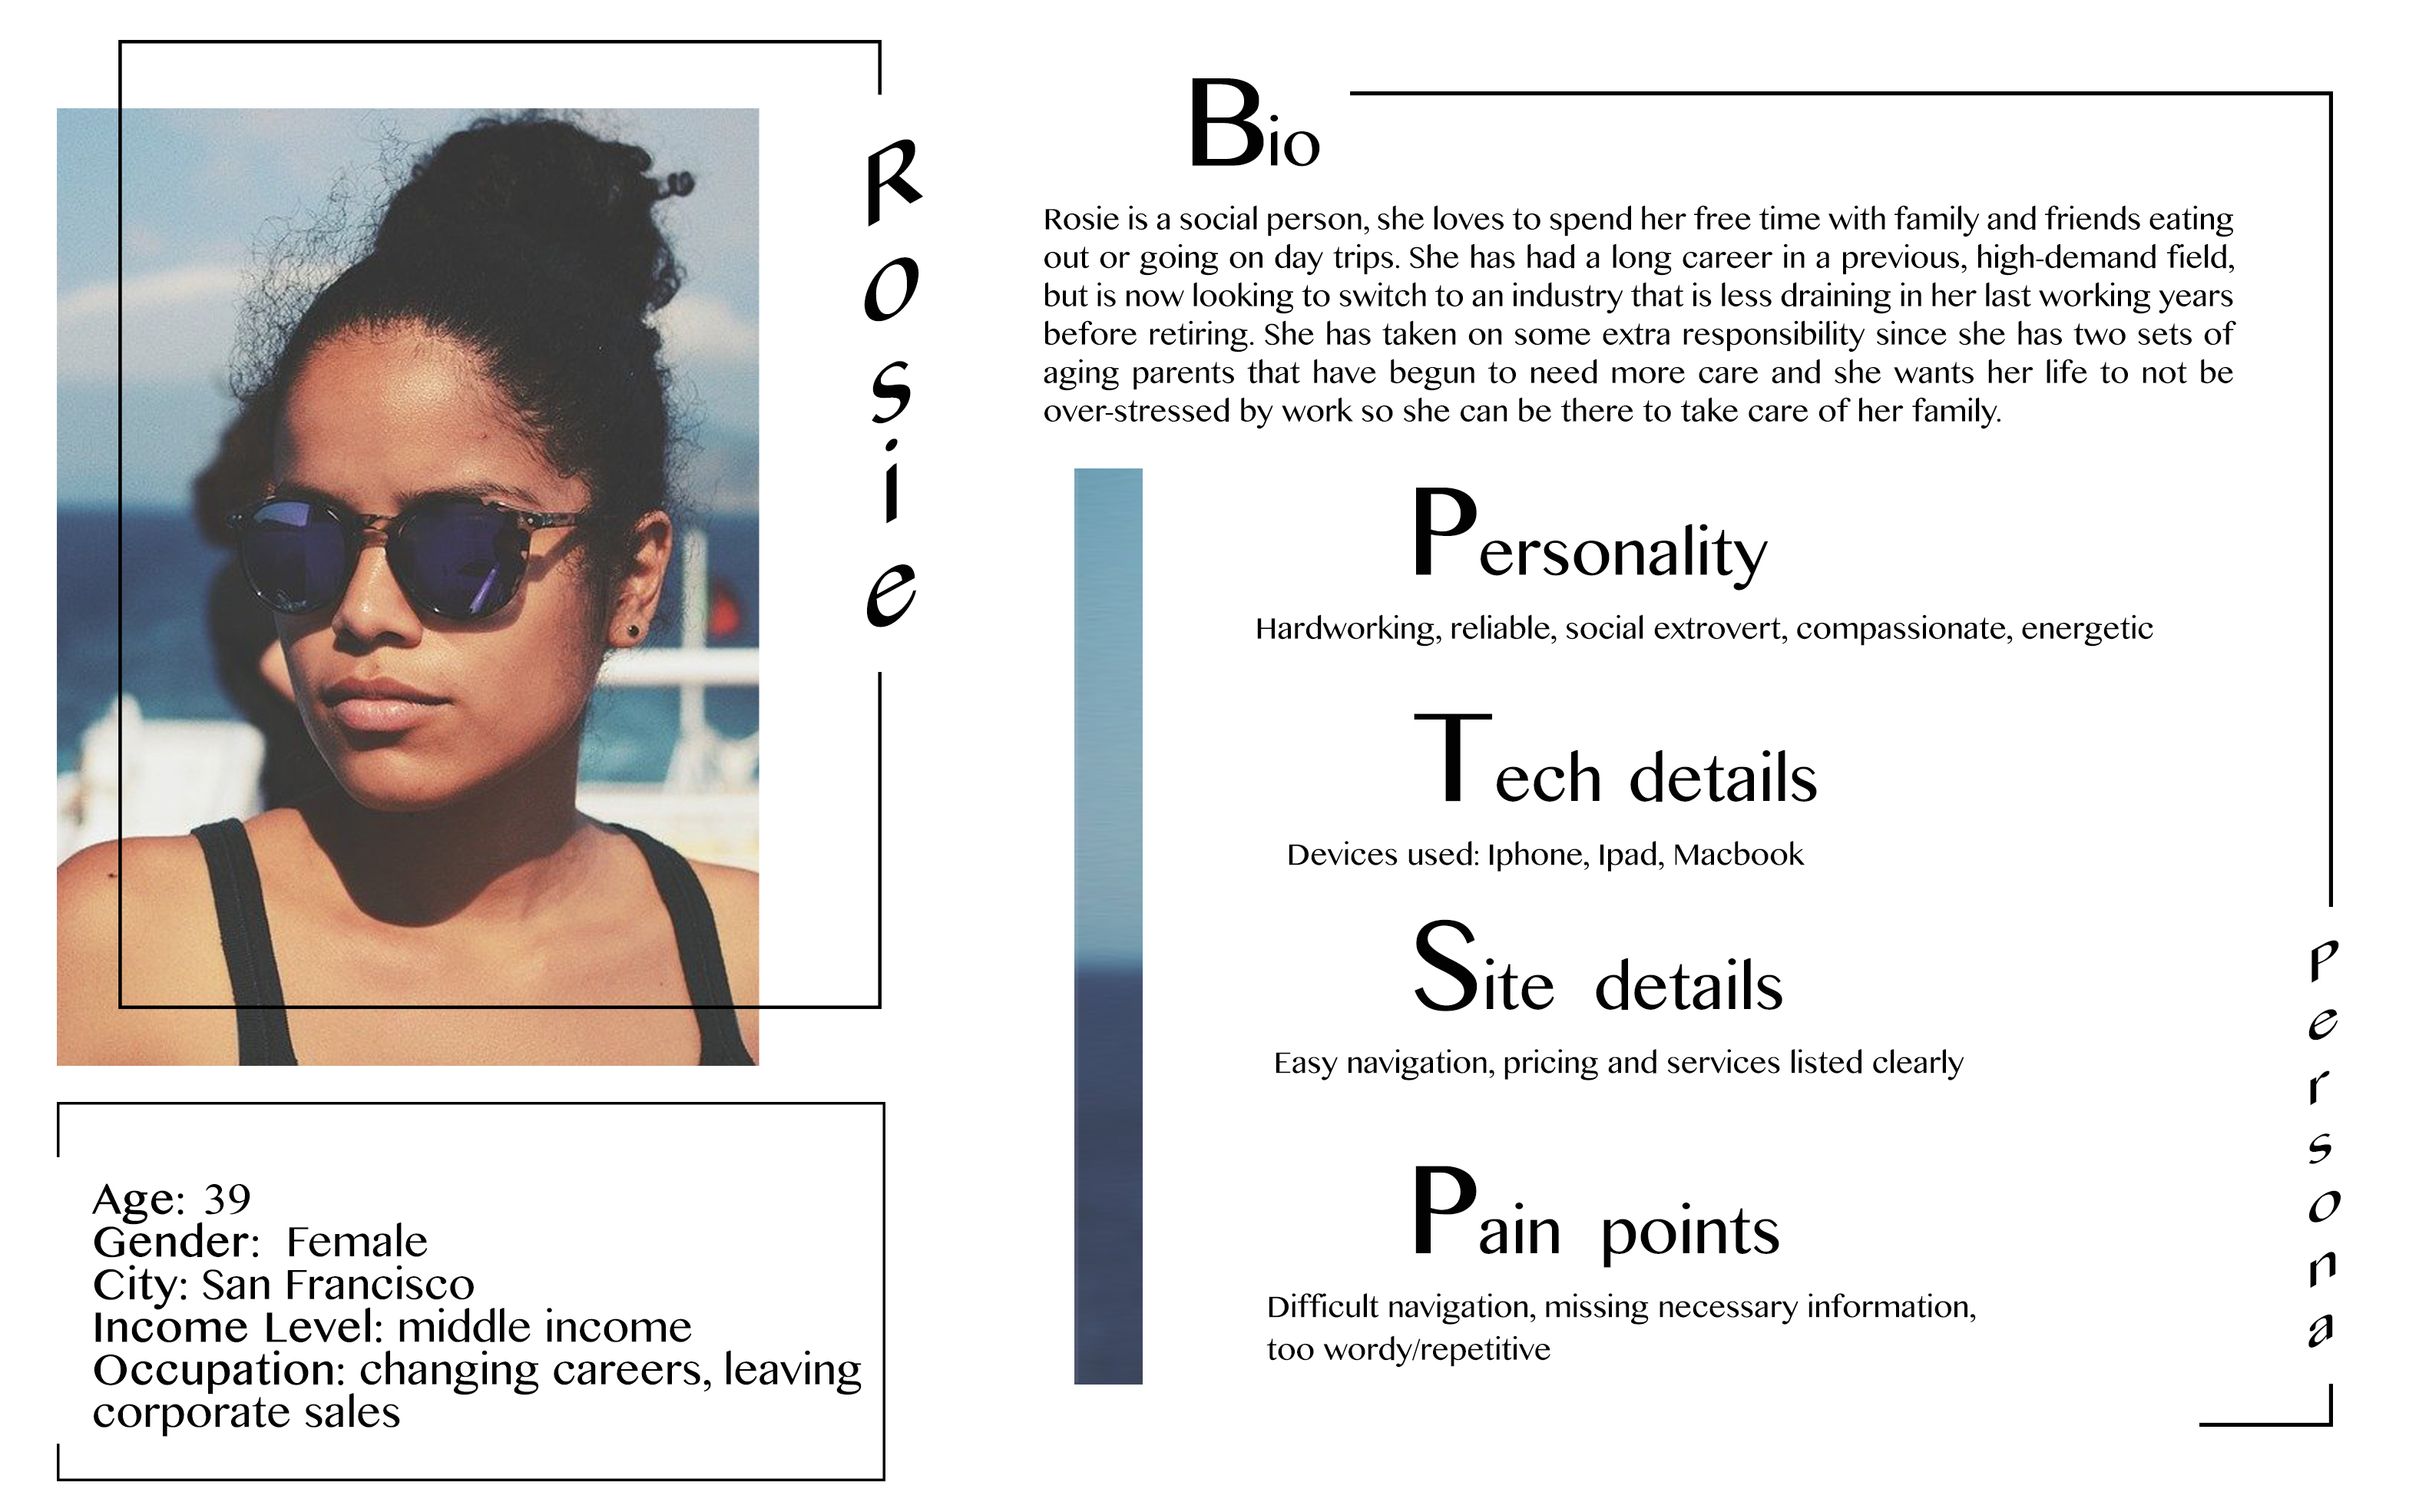 Rosie
Age: 39
Gender: Female
City: San Francisco
Income Level: middle income
Occupation: changing careers, leaving
corporate sales
Bio
Rosie is a social person, she loves to spend her free time with family and friends eating
out or going on day trips. She has had a long career in a previous, high-demand field,
but is now looking to switch to an industry that is less draining in her last working years
before retiring. She has taken on some extra responsibility since she has two sets of
aging parents that have begun to need more care and she wants her life to not be
over-stressed by work so she can be there to take care of her family.
Personality
Hardworking, reliable, social extrovert, compassionate, energetic
Tech details
Devices used: Iphone, Ipad, Macbook
Site details
Easy navigation, pricing and services listed clearly
Pain points
Difficult navigation, missing necessary information,
too wordy/repetitive
Persona